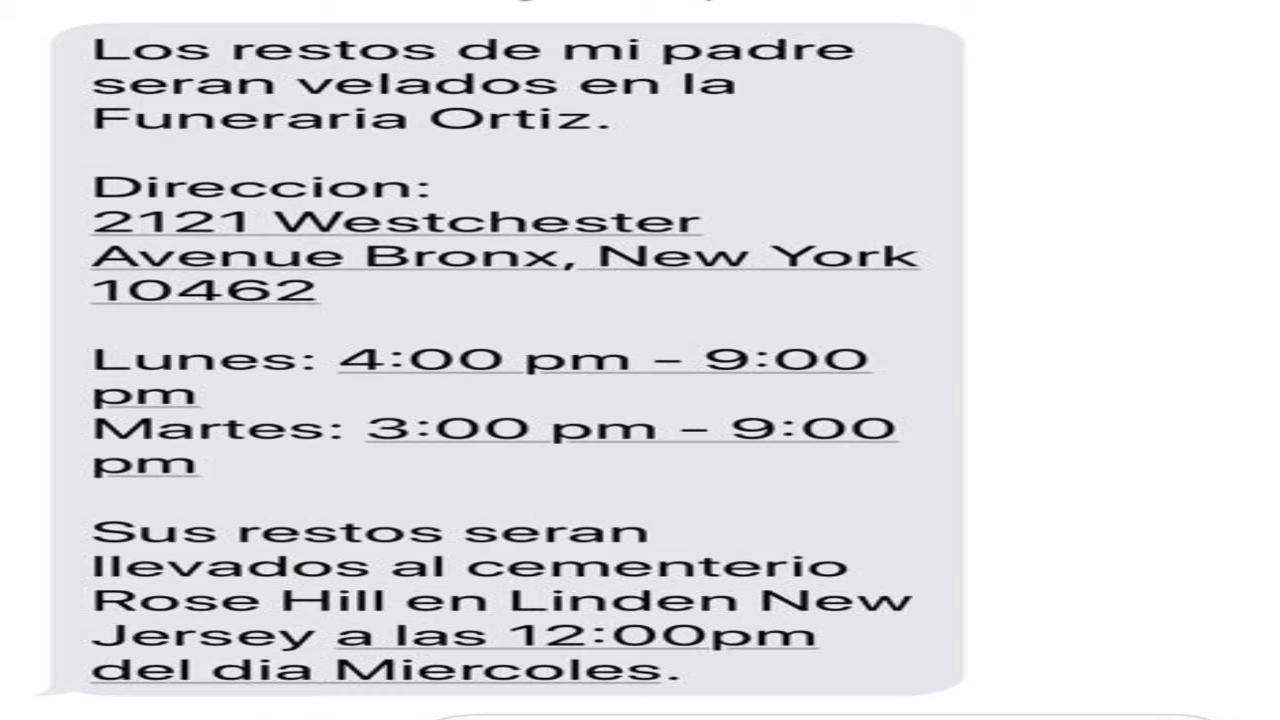 Los restos de mi padre
seran velados en la
Funeraria Ortiz.
Direccion:
2121 Westchester
Avenue Bronx, New York
10462
Lunes: 4:00 pm - 9:00
pm
Martes: 3:00 pm - 9:00
pm
Sus restos seran
llevados al cementerio
Rose Hill en Linden New
Jersey a las 12:00pm
del dia Miercoles.